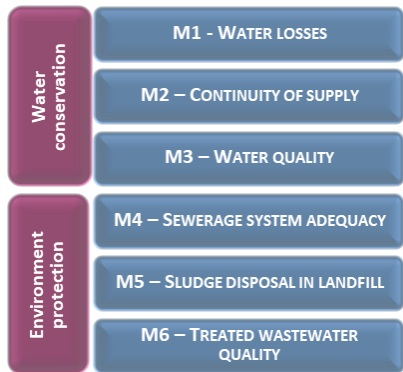 Water
conservation
M1 - WATER LOSSES
M2 – CONTINUITY OF SUPPLY
M3 – WATER QUALITY
Environment
protection
M4 – SEWERAGE SYSTEM ADEQUACY
M5 – SLUDGE DISPOSAL IN LANDFILL
M6 – TREATED WASTEWATER
QUALITY